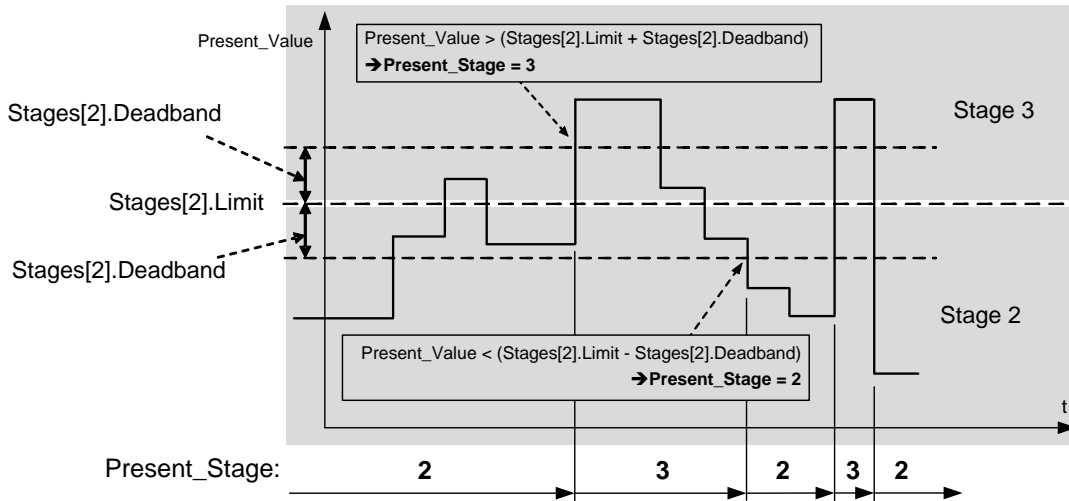 Present_Value
Present_Value > (Stages[2].Limit + Stages[2].Deadband)
➔Present_Stage = 3
Stages[2].Deadband
Stage 3
Stages[2].Limit
Stages[2].Deadband
Stage 2
Present_Value < (Stages[2].Limit - Stages[2].Deadband)
➔Present_Stage = 2
t
Present_Stage: 2 3 2 3 2